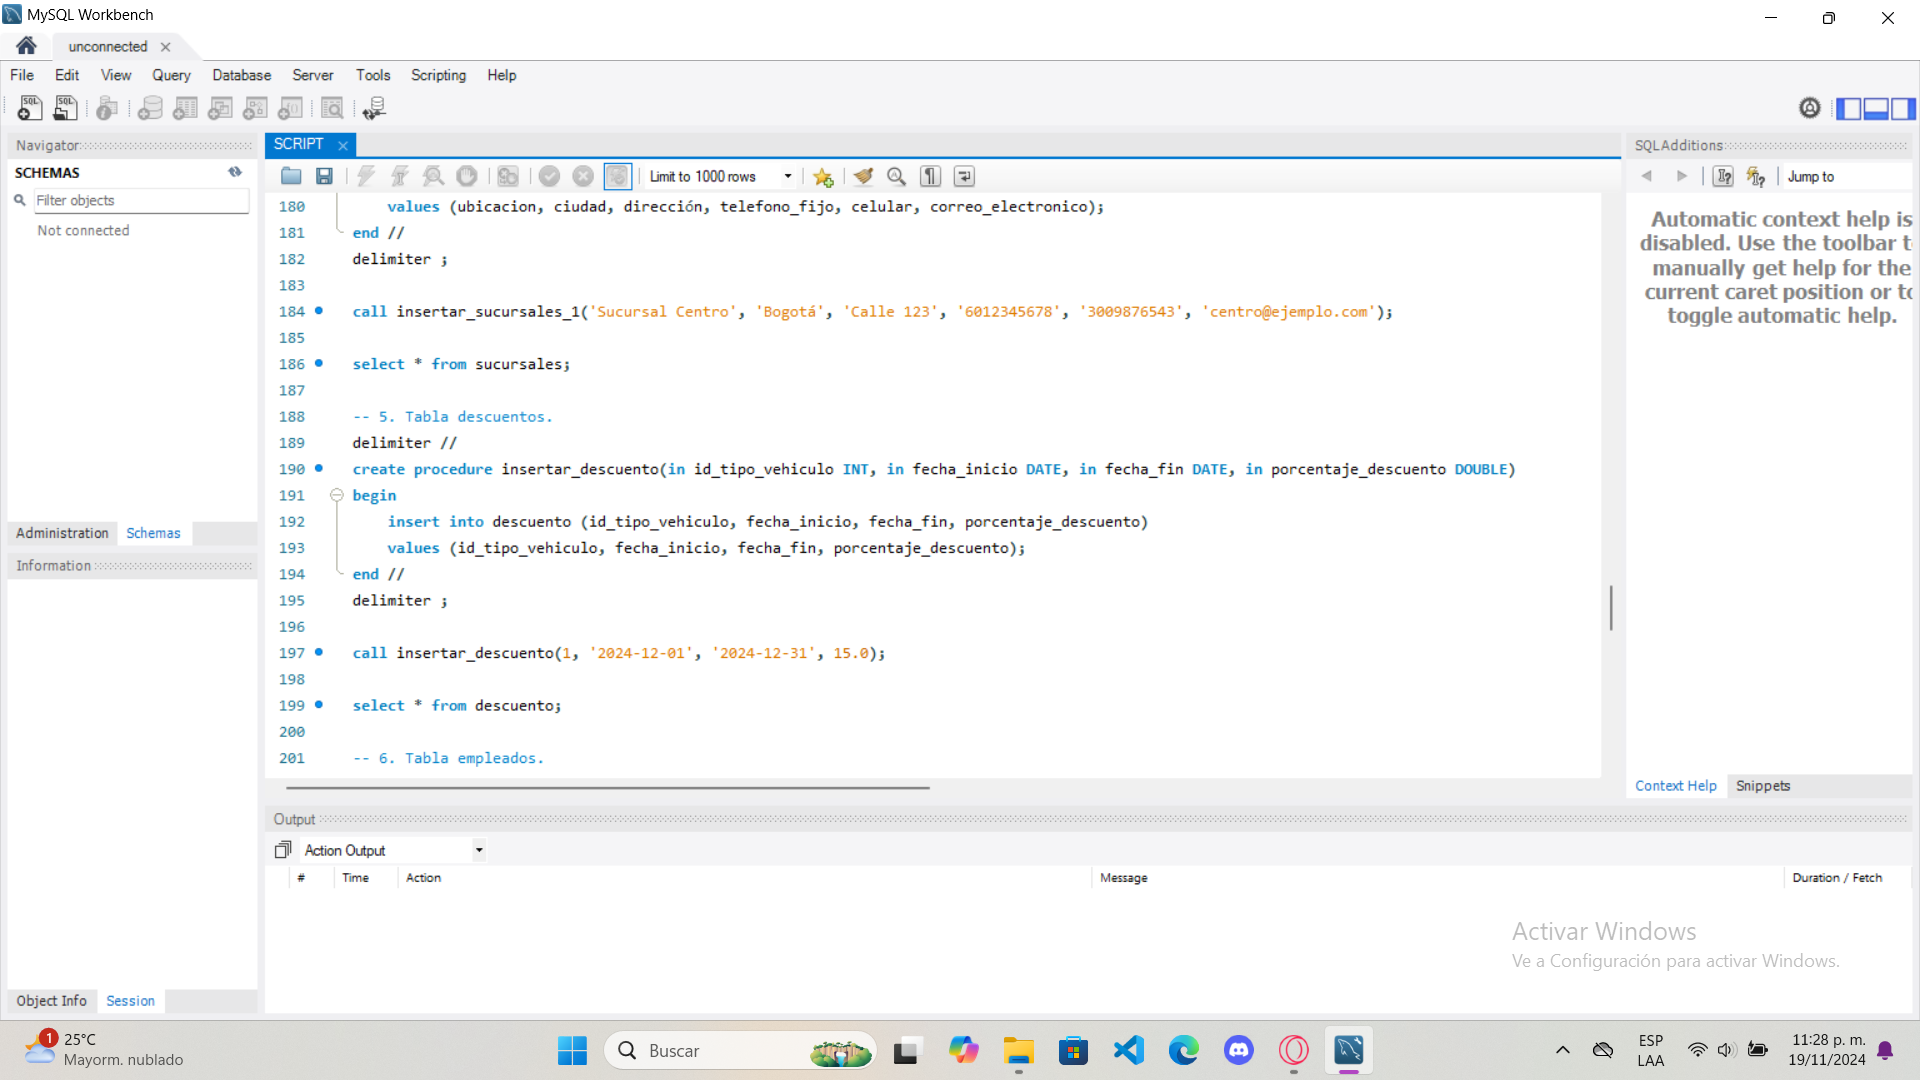 MySQL Workbench
unconnected
File Edit View Query Database Server Tools Scripting Help
Navigator
SCHEMAS
Filter objects
Not connected
Administration Schemas
Information
Object Info Session
SCRIPT
Limit to 1000 rows
180 values (ubicacion, ciudad, dirección, telefono_fijo, celular, correo_electronico);
181 end //
182 delimiter ;
183
184 call insertar_sucursales_1('Sucursal Centro', 'Bogotá', 'Calle 123', '6012345678', '3009876543', 'centro@ejemplo.com');
185
186 select * from sucursales;
187
188 -- 5. Tabla descuentos.
189 delimiter //
190 create procedure insertar_descuento(in id_tipo_vehiculo INT, in fecha_inicio DATE, in fecha_fin DATE, in porcentaje_descuento DOUBLE)
191 begin
192 insert into descuento (id_tipo_vehiculo, fecha_inicio, fecha_fin, porcentaje_descuento)
193 values (id_tipo_vehiculo, fecha_inicio, fecha_fin, porcentaje_descuento);
194 end //
195 delimiter ;
196
197 call insertar_descuento(1, '2024-12-01', '2024-12-31', 15.0);
198
199 select * from descuento;
200
201 -- 6. Tabla empleados.
SQLAdditions
Jump to
Automatic context help is
disabled. Use the toolbar t
manually get help for the
current caret position or to
toggle automatic help.
Context Help Snippets
Output
Action Output
# Time Action Message Duration / Fetch
Activar Windows
Ve a Configuración para activar Windows.
1
25°C
Mayorm. nublado
Buscar
ESP
LAA
11:28 p. m.
19/11/2024